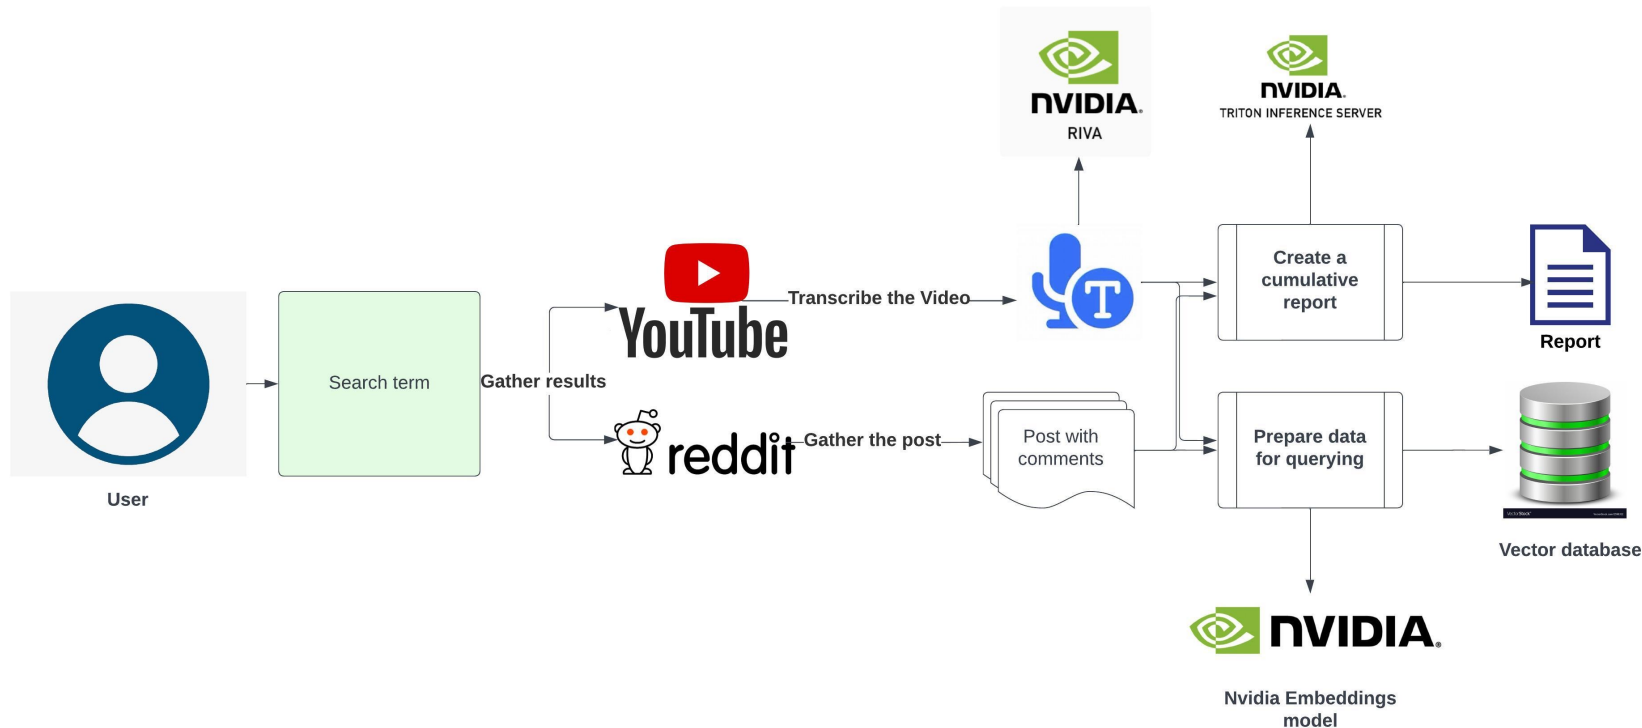 NVIDIA.
RIVA
NVIDIA.
TRITON INFERENCE SERVER
User
Search term
Gather results
YouTube
Transcribe the Video
T
reddit
Gather the post
Post with
comments
Create a
cumulative
report
Report
Prepare data
for querying
Vector database
NVIDIA.
Nvidia Embeddings
model